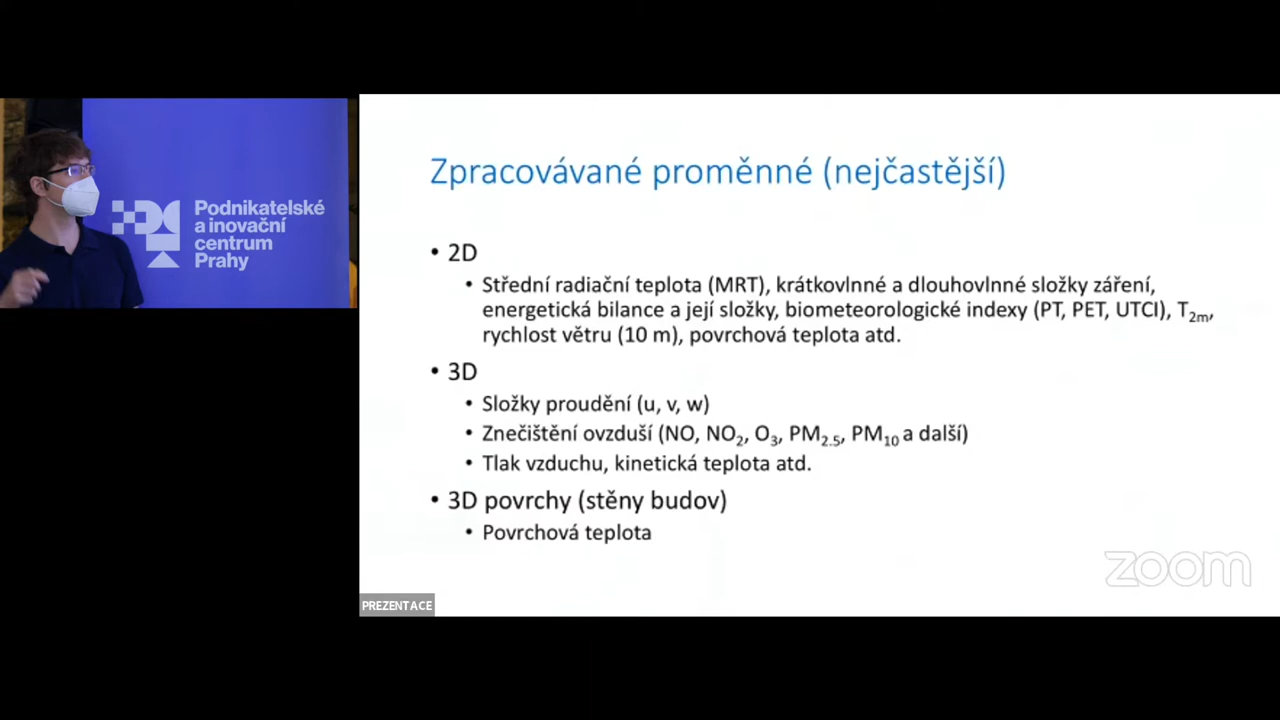 Podnikatelské
a inovační
centrum
Prahy
Zpracovávané proměnné (nejčastější)
• 2D
• Střední radiační teplota (MRT), krátkovlnné a dlouhovlnné složky záření,
energetická bilance a její složky, biometeorologické indexy (PT, PET, UTCI), T2m,
rychlost větru (10 m), povrchová teplota atd.
• 3D
• Složky proudění (u, v, w)
• Znečištění ovzduší (NO, NO2, O3, PM2.5, PM10 a další)
• Tlak vzduchu, kinetická teplota atd.
• 3D povrchy (stěny budov)
• Povrchová teplota
zoom
PREZENTACE